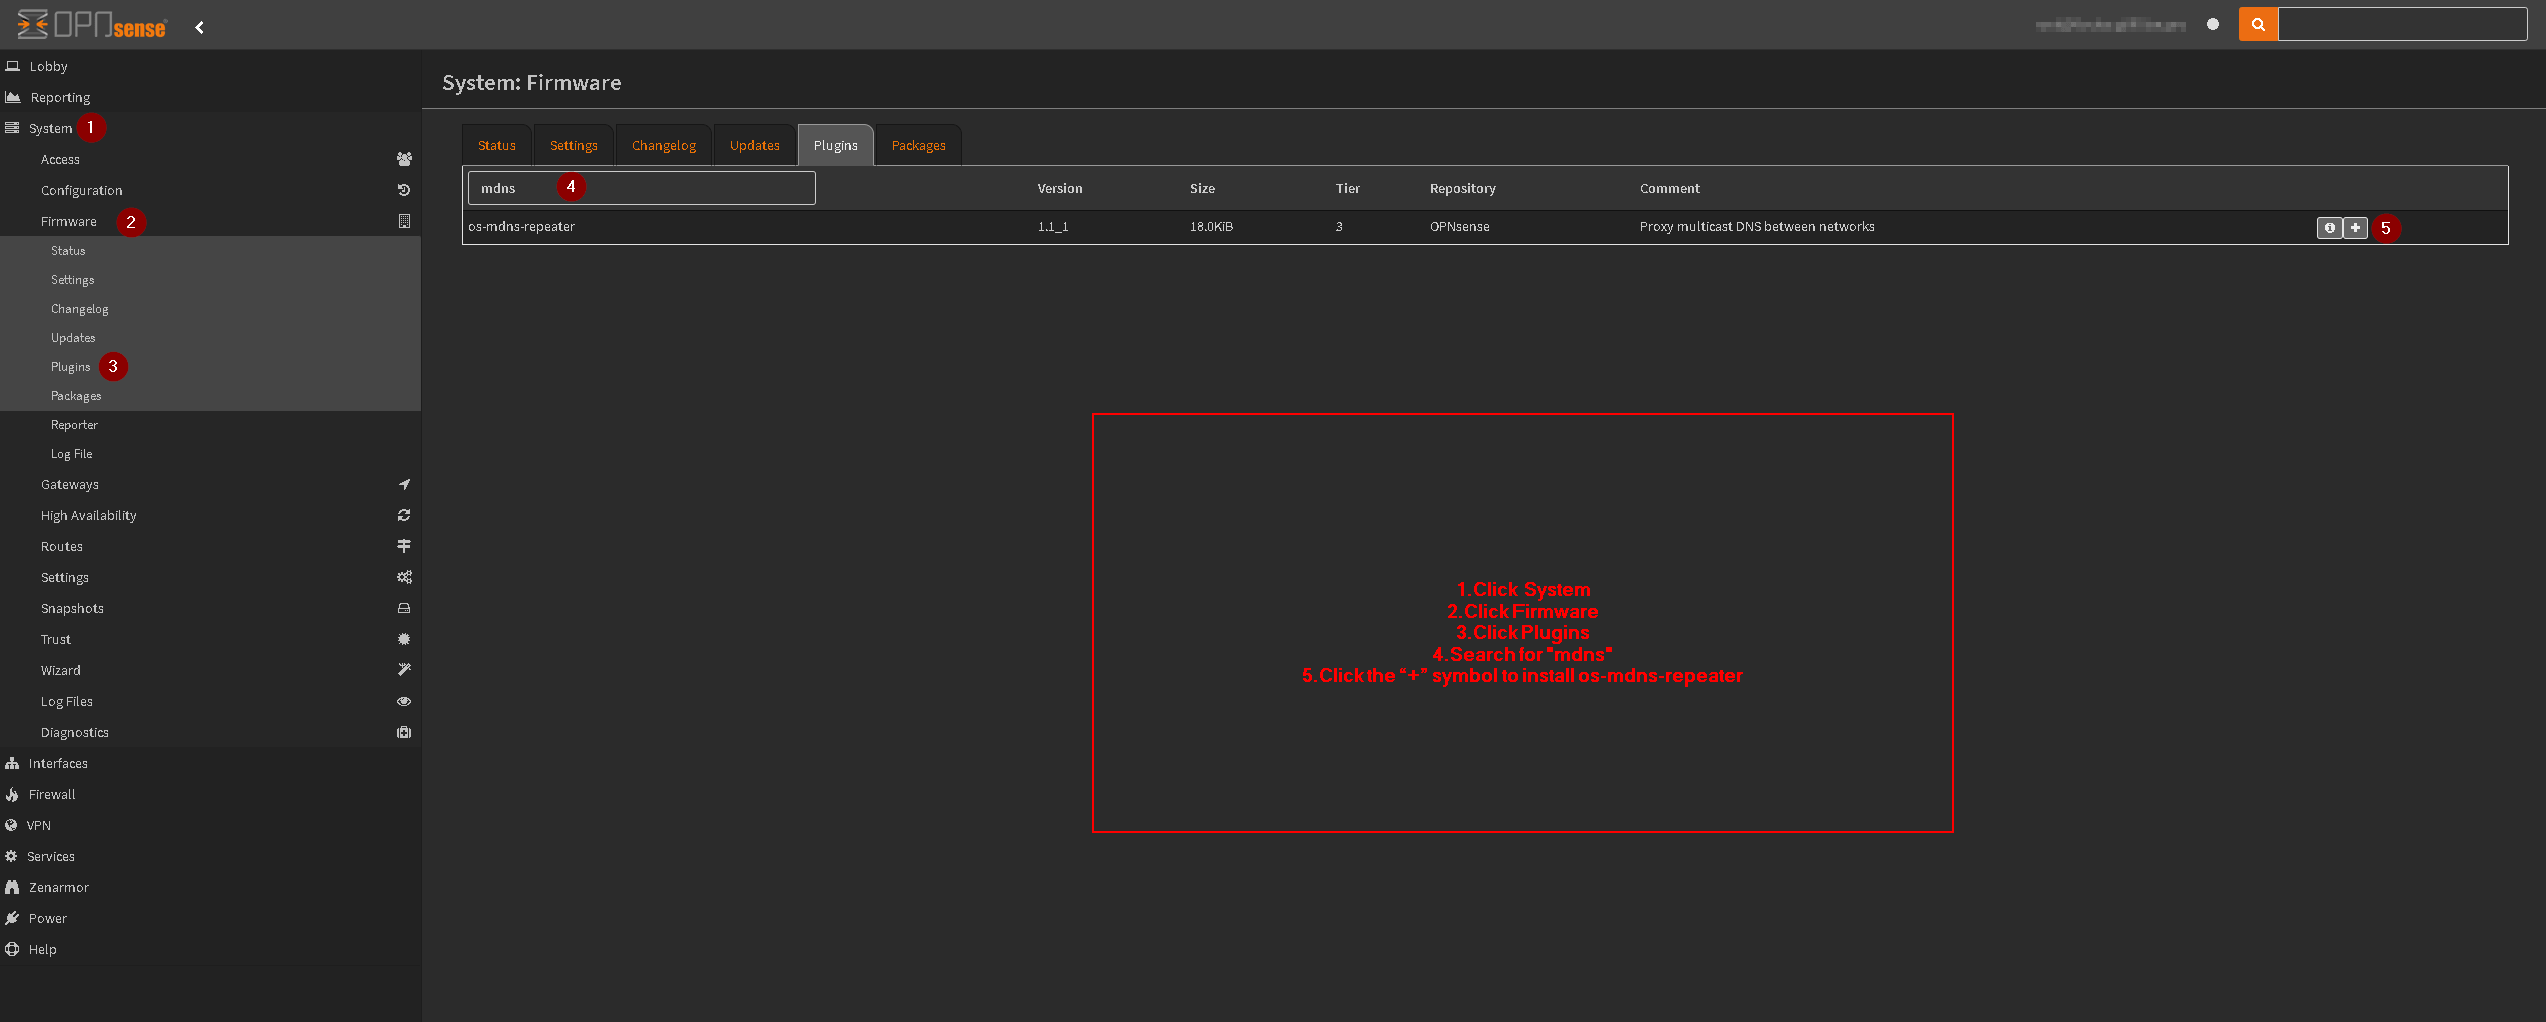 OPNsense
Lobby
Reporting
System 1
Access
Configuration
Firmware 2
Status
Settings
Changelog
Updates
Plugins 3
Packages
Reporter
Log File
Gateways
High Availability
Routes
Settings
Snapshots
Trust
Wizard
Log Files
Diagnostics
Interfaces
Firewall
VPN
Services
Zenarmor
Power
Help
System: Firmware
Status Settings Changelog Updates Plugins Packages
mdns 4 Version Size Tier Repository Comment
os-mdns-repeater 1.1_1 18.0KiB 3 OPNsense Proxy multicast DNS between networks 5
1.Click System
2.Click Firmware
3.Click Plugins
4.Search for "mdns"
5.Click the “+” symbol to install os-mdns-repeater